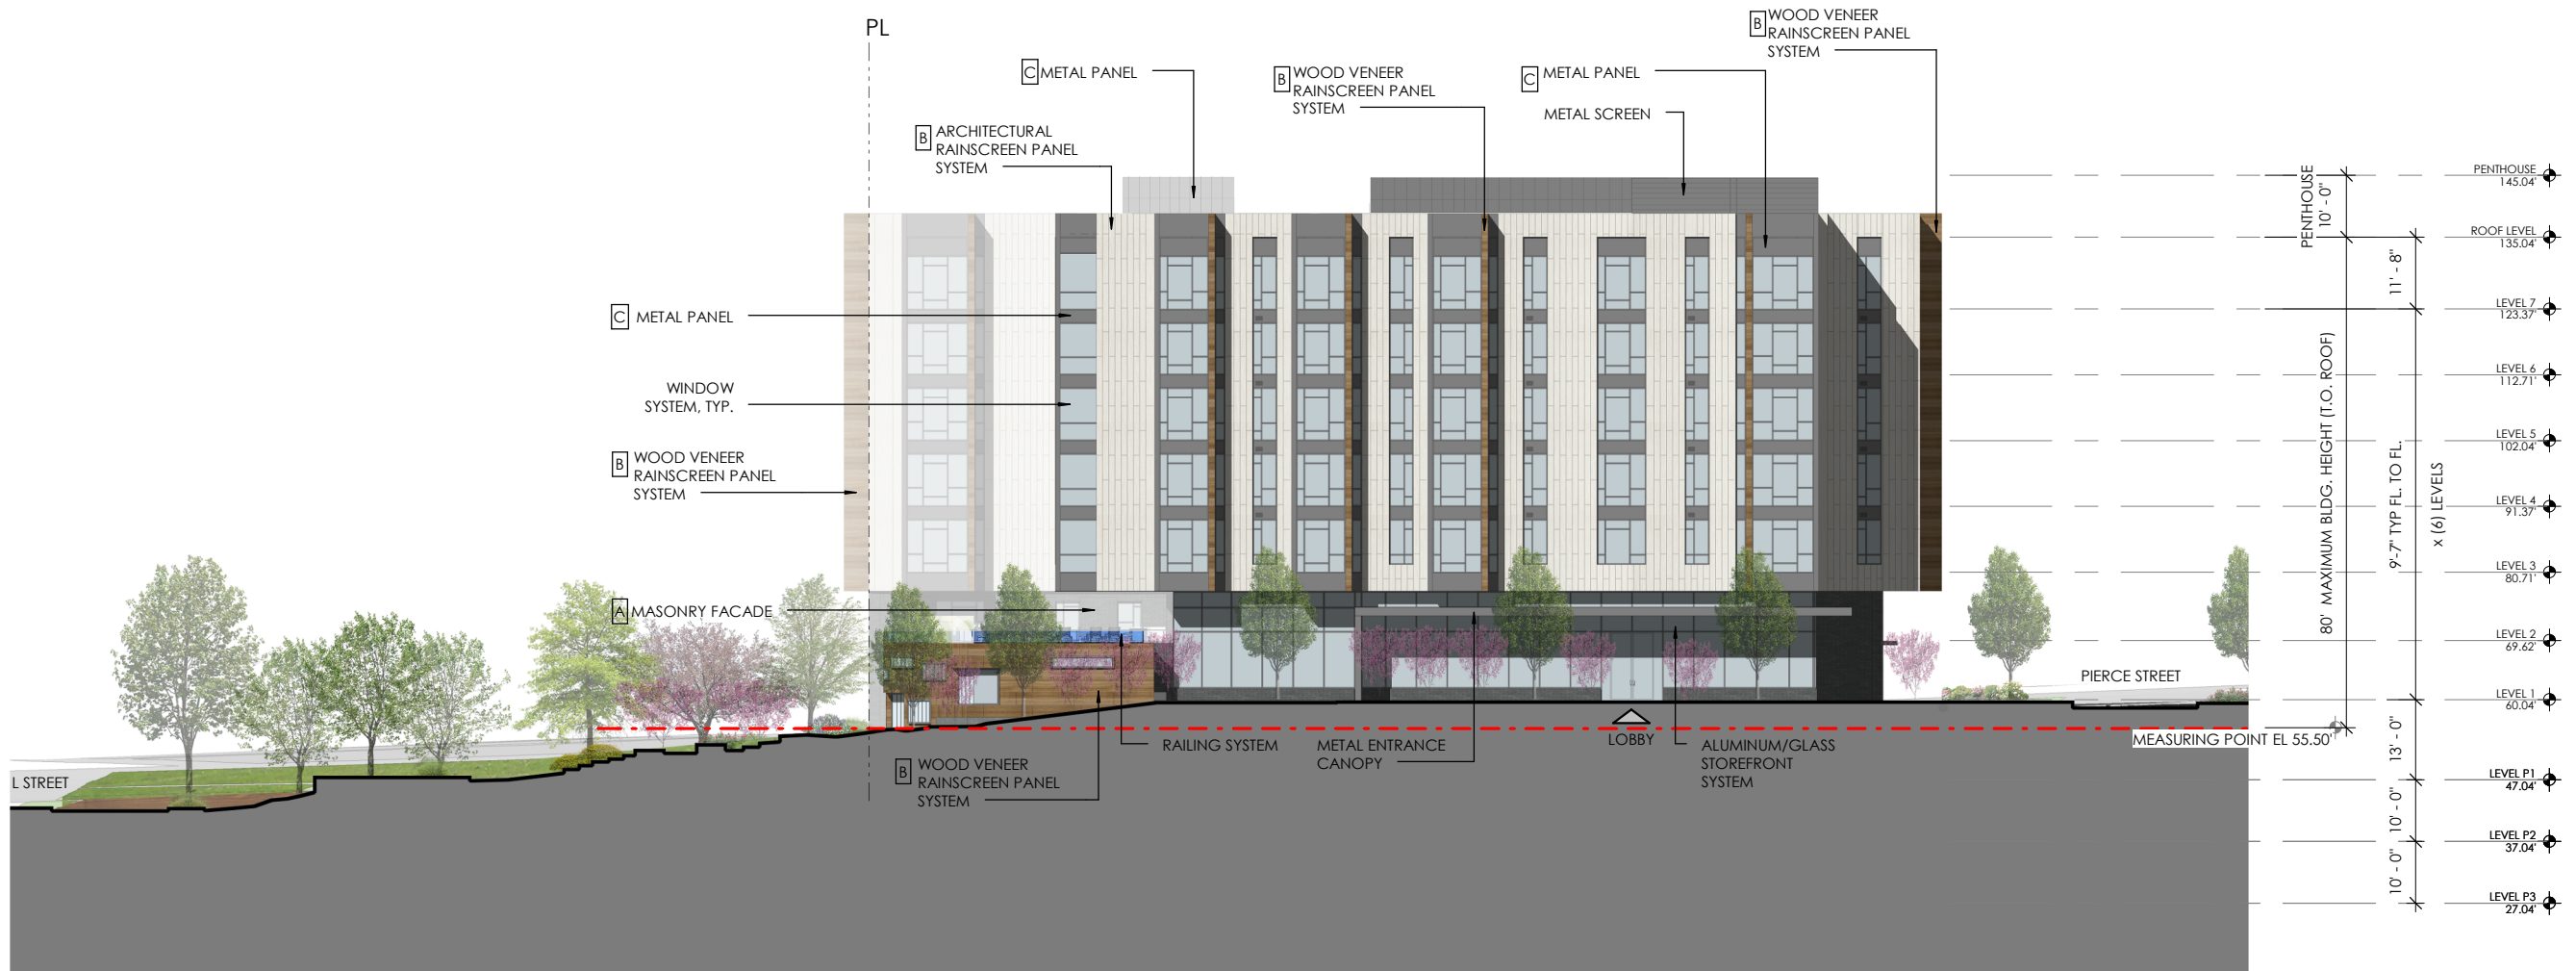 PL
B WOOD VENEER
RAINSCREEN PANEL
SYSTEM
C METAL PANEL
B WOOD VENEER
RAINSCREEN PANEL
SYSTEM
C METAL PANEL
METAL SCREEN
B ARCHITECTURAL
RAINSCREEN PANEL
SYSTEM
C METAL PANEL
WINDOW
SYSTEM, TYP.
B WOOD VENEER
RAINSCREEN PANEL
SYSTEM
A MASONRY FACADE
L STREET
B WOOD VENEER
RAINSCREEN PANEL
SYSTEM
RAILING SYSTEM
METAL ENTRANCE
CANOPY
LOBBY
ALUMINUM/GLASS
STOREFRONT
SYSTEM
PIERCE STREET
MEASURING POINT EL 55.50'
PENTHOUSE
10' - 0"
80' MAXIMUM BLDG. HEIGHT (T.O. ROOF)
11' - 8"
9'-7" TYP FL. TO FL.
x (6) LEVELS
13' - 0"
10' - 0"
10' - 0"
PENTHOUSE
145.04'
ROOF LEVEL
135.04'
LEVEL 7
123.37'
LEVEL 6
112.71'
LEVEL 5
102.04'
LEVEL 4
91.37'
LEVEL 3
80.71'
LEVEL 2
69.62'
LEVEL 1
60.04'
LEVEL P1
47.04'
LEVEL P2
37.04'
LEVEL P3
27.04'